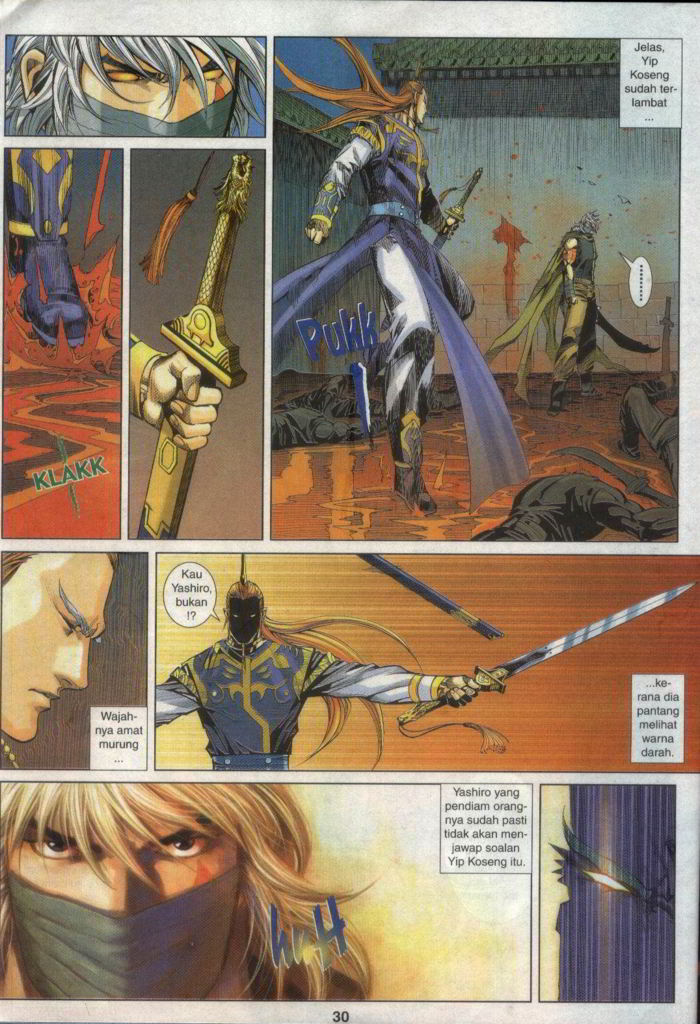 Jelas,
Yip
Koseng
sudah ter-
lambat
...
..........
Pukk
!
KLAKK
Kau
Yashiro,
bukan
!?
Wajah-
nya amat
murung
...
...ke-
rana dia
pantang
melihat
warna
darah.
Yashiro yang
pendiam orang-
nya sudah pasti
tidak akan men-
jawap soalan
Yip Koseng itu.
huH
30